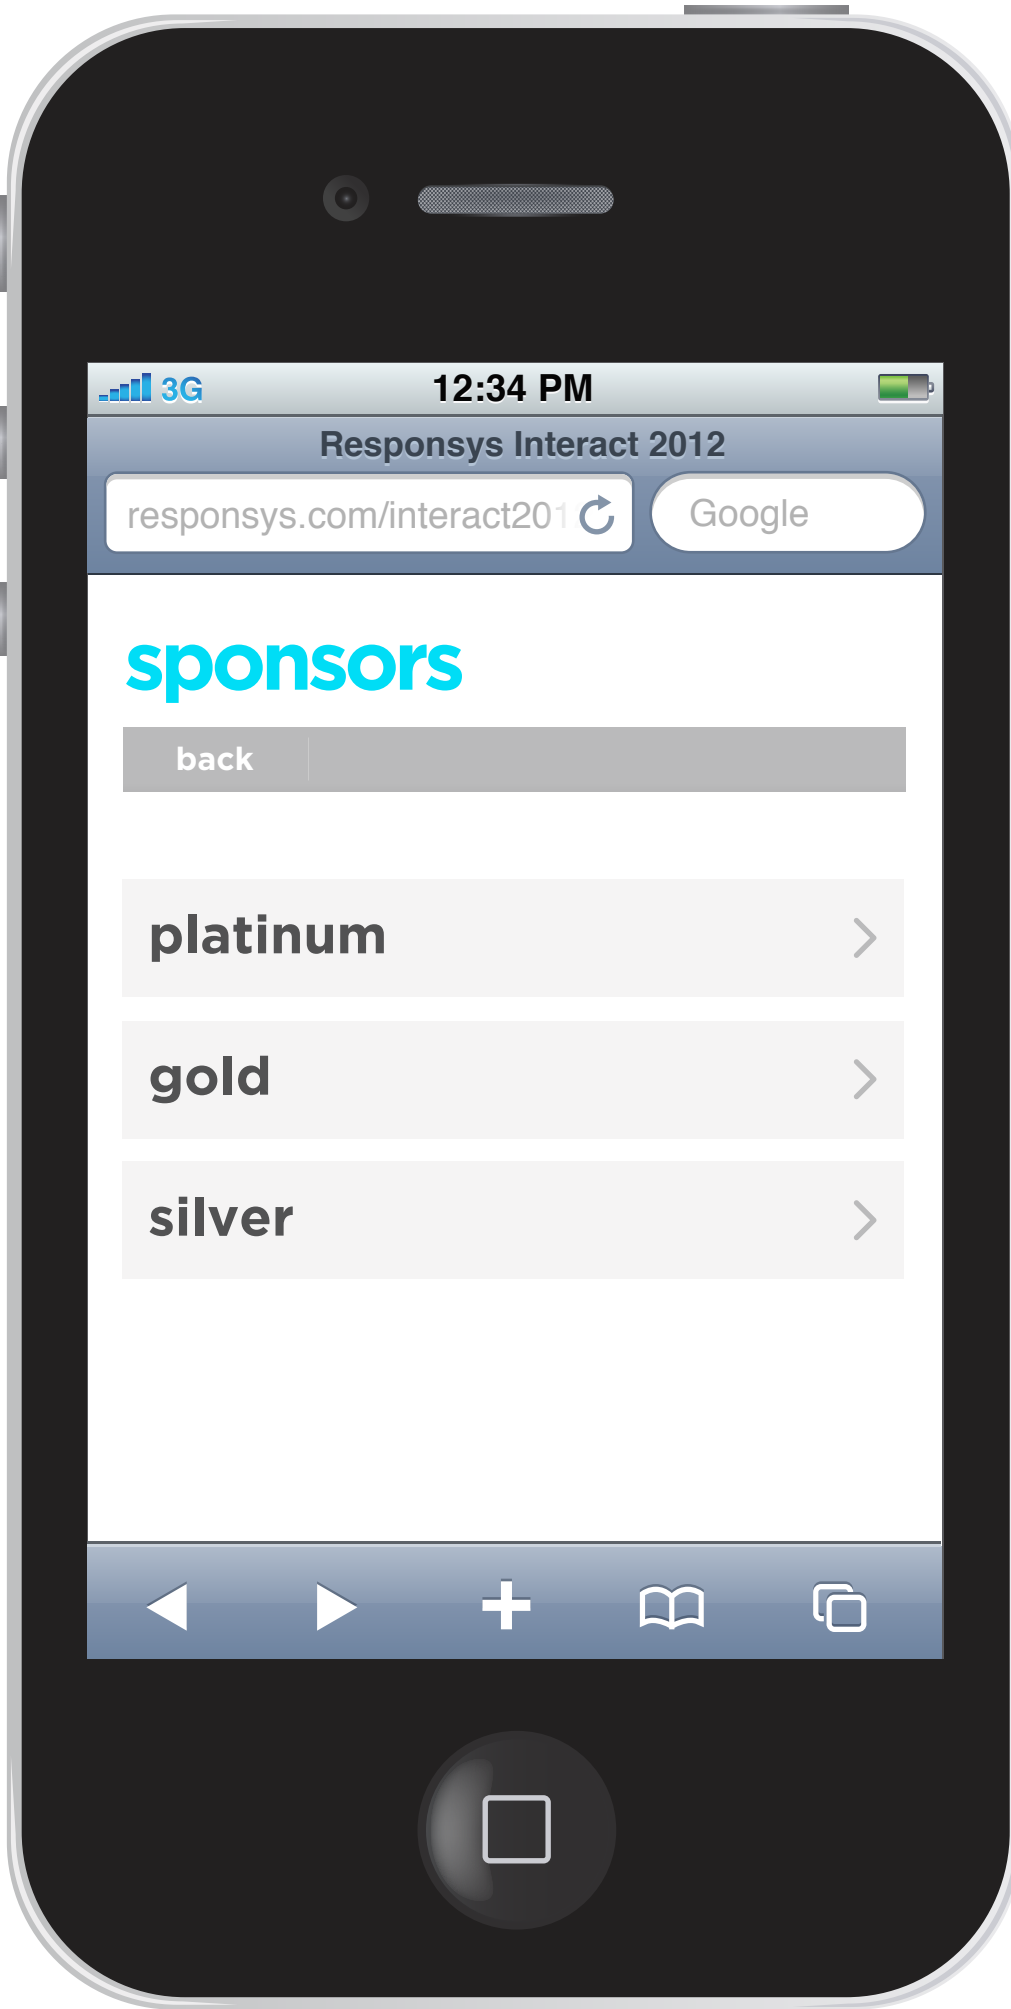 3G 12:34 PM
Responsys Interact 2012
responsys.com/interact201 Google
sponsors
back
platinum
gold
silver